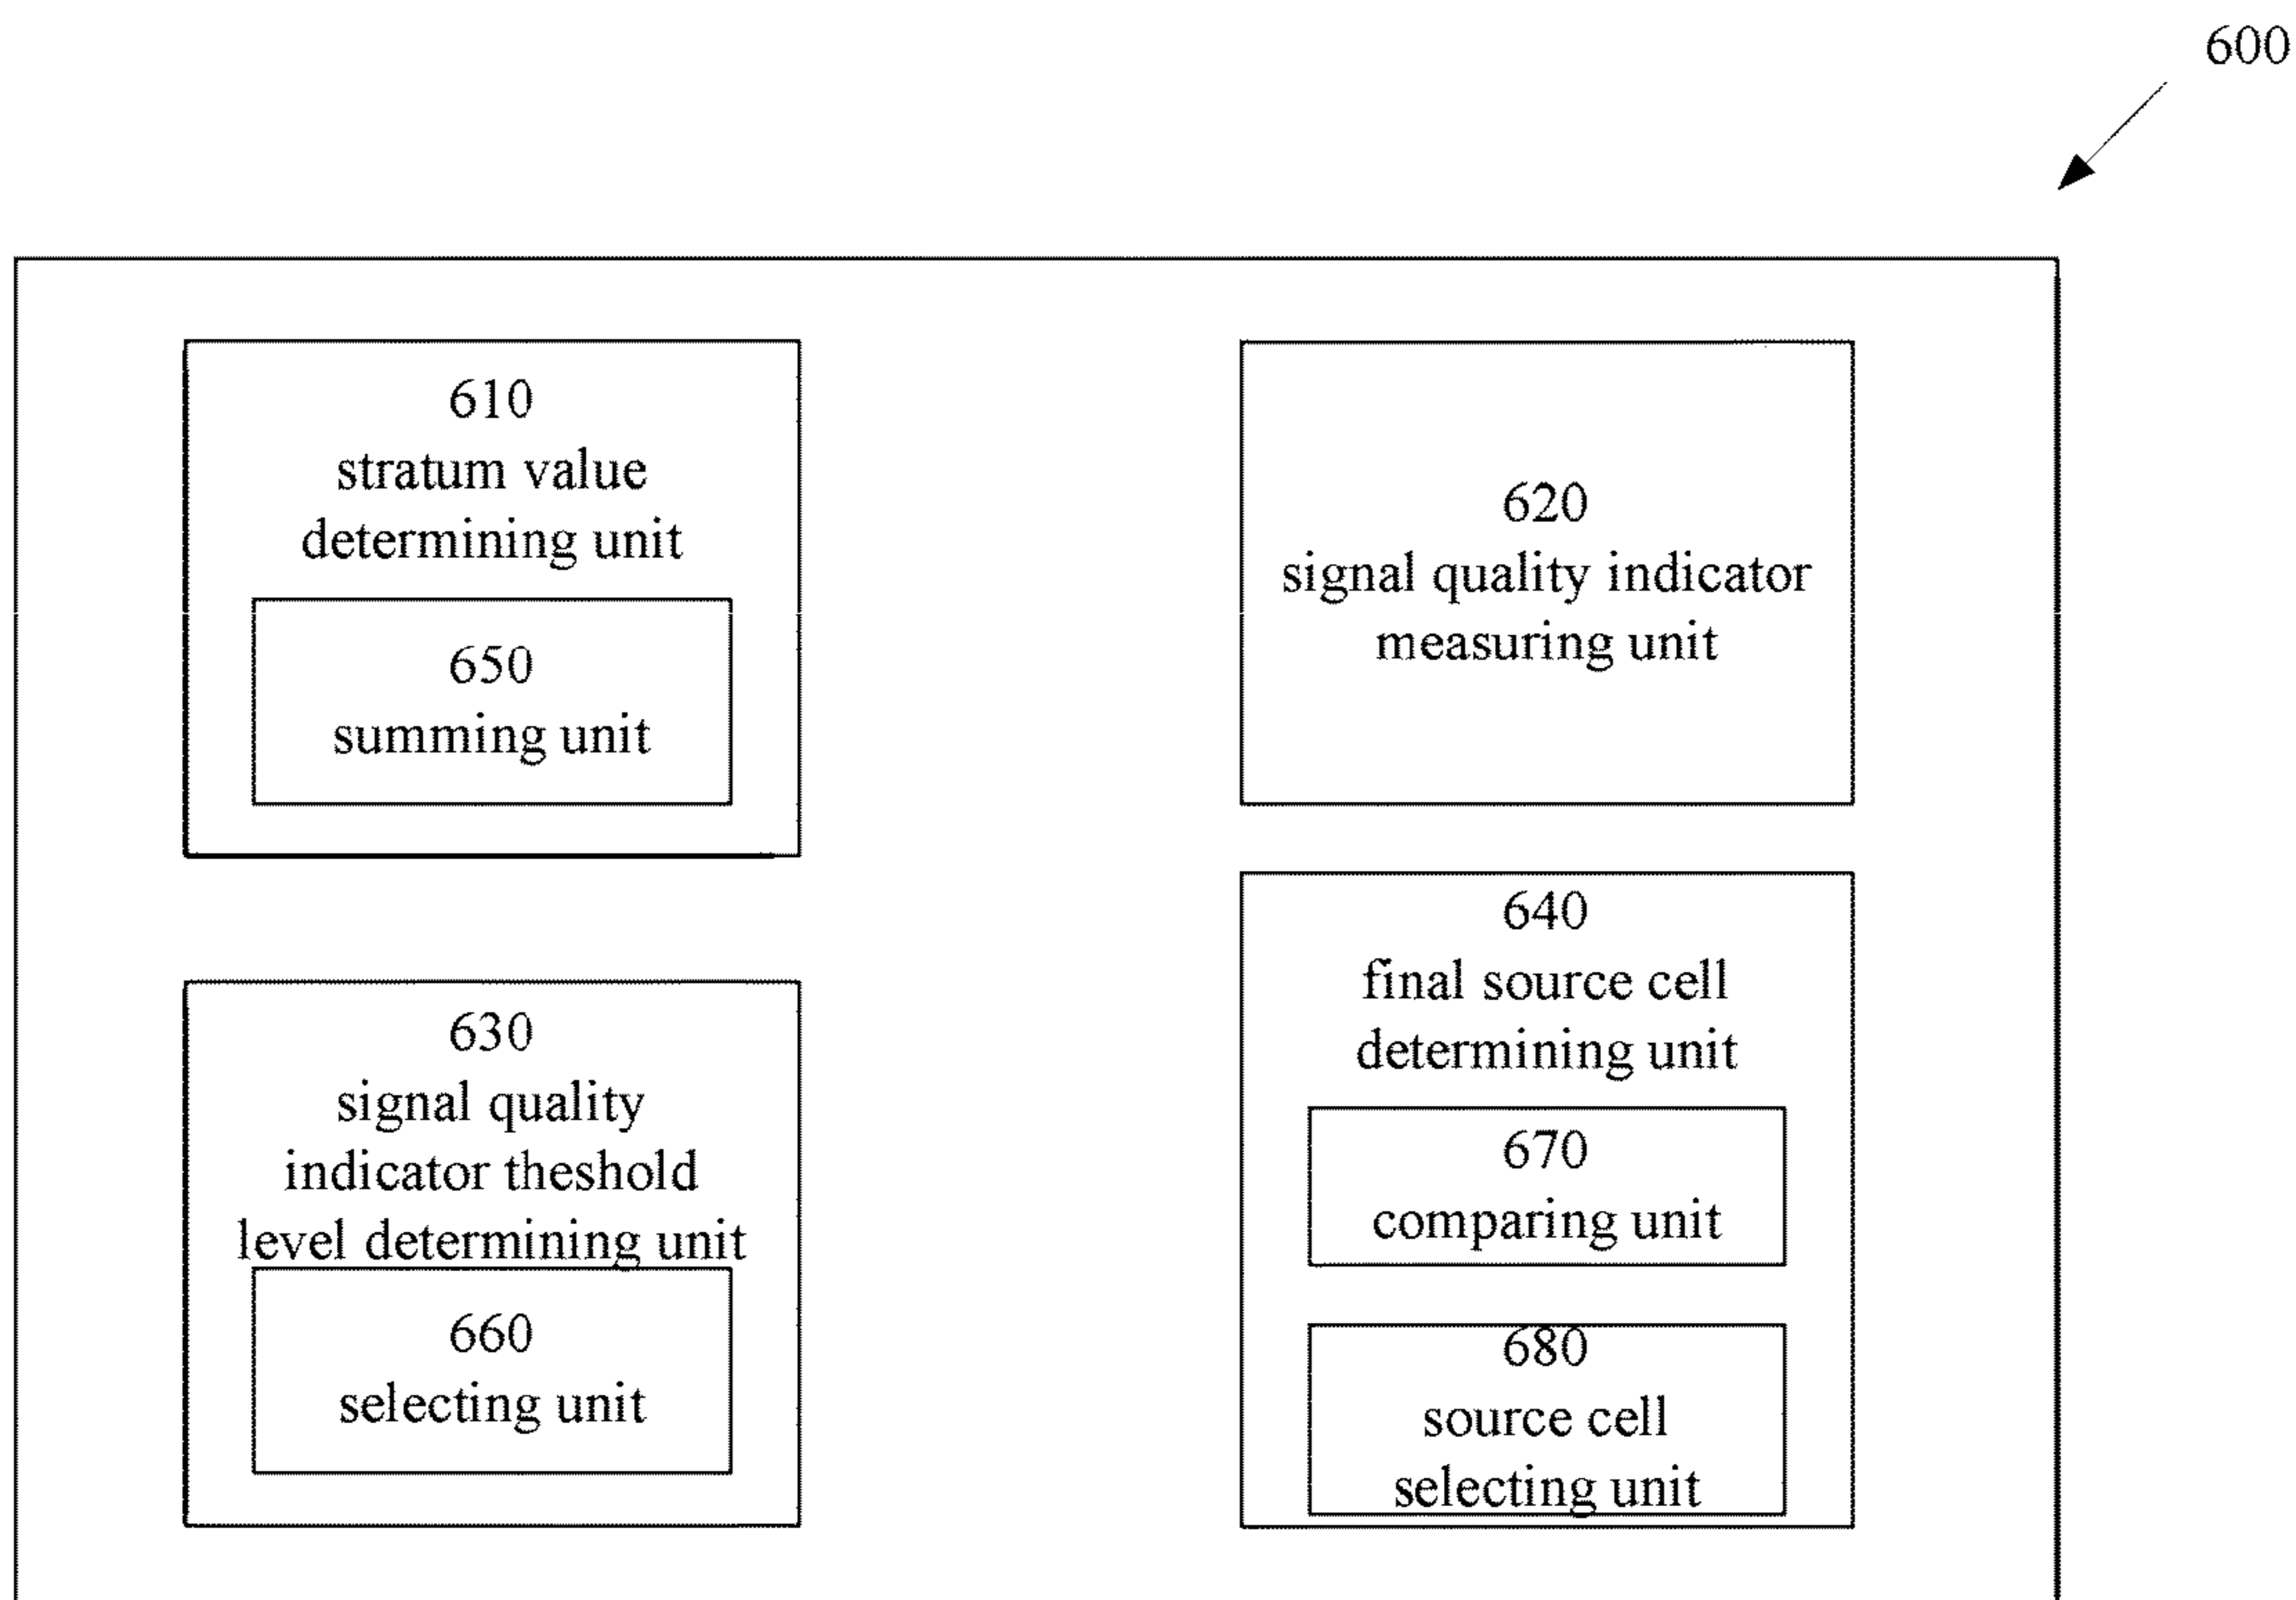 600
610
stratum value
determining unit
650
summing unit
620
signal quality indicator
measuring unit
630
signal quality
indicator theshold
level determining unit
660
selecting unit
640
final source cell
determining unit
670
comparing unit
680
source cell
selecting unit